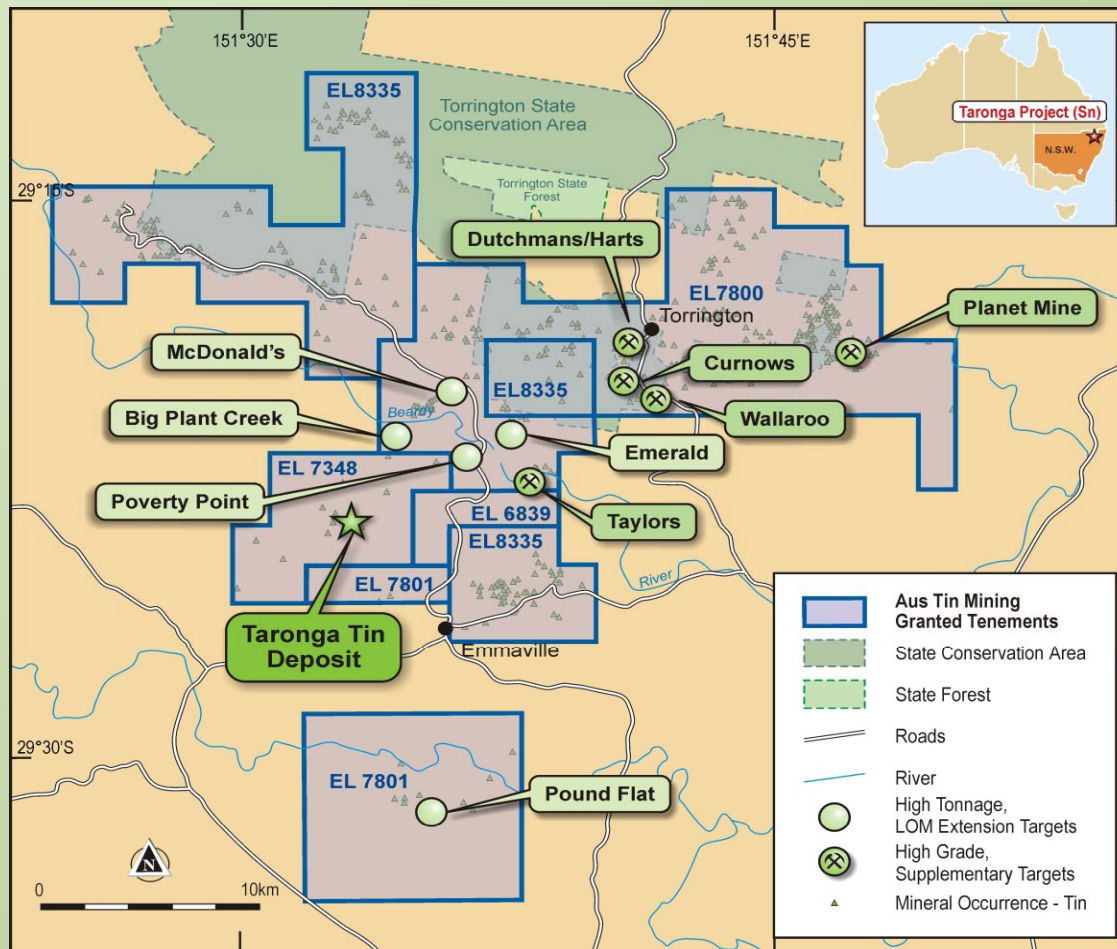 151°30'E
151°45'E
EL8335
Torrington State
Conservation Area
Taronga Project (Sn)
N.S.W.
29°15'S
Torrington State
Forest
Dutchmans/Harts
EL7800
Torrington
Planet Mine
McDonald's
Curnows
EL8335
Wallaroo
Beardy
Big Plant Creek
Emerald
EL 7348
Poverty Point
Taylors
EL 6839
EL8335
River
EL 7801
Taronga Tin
Deposit
Emmaville
29°30'S
EL 7801
Pound Flat
N
0
10km
Aus Tin Mining
Granted Tenements
State Conservation Area
State Forest
Roads
River
High Tonnage,
LOM Extension Targets
High Grade,
Supplementary Targets
Mineral Occurrence - Tin